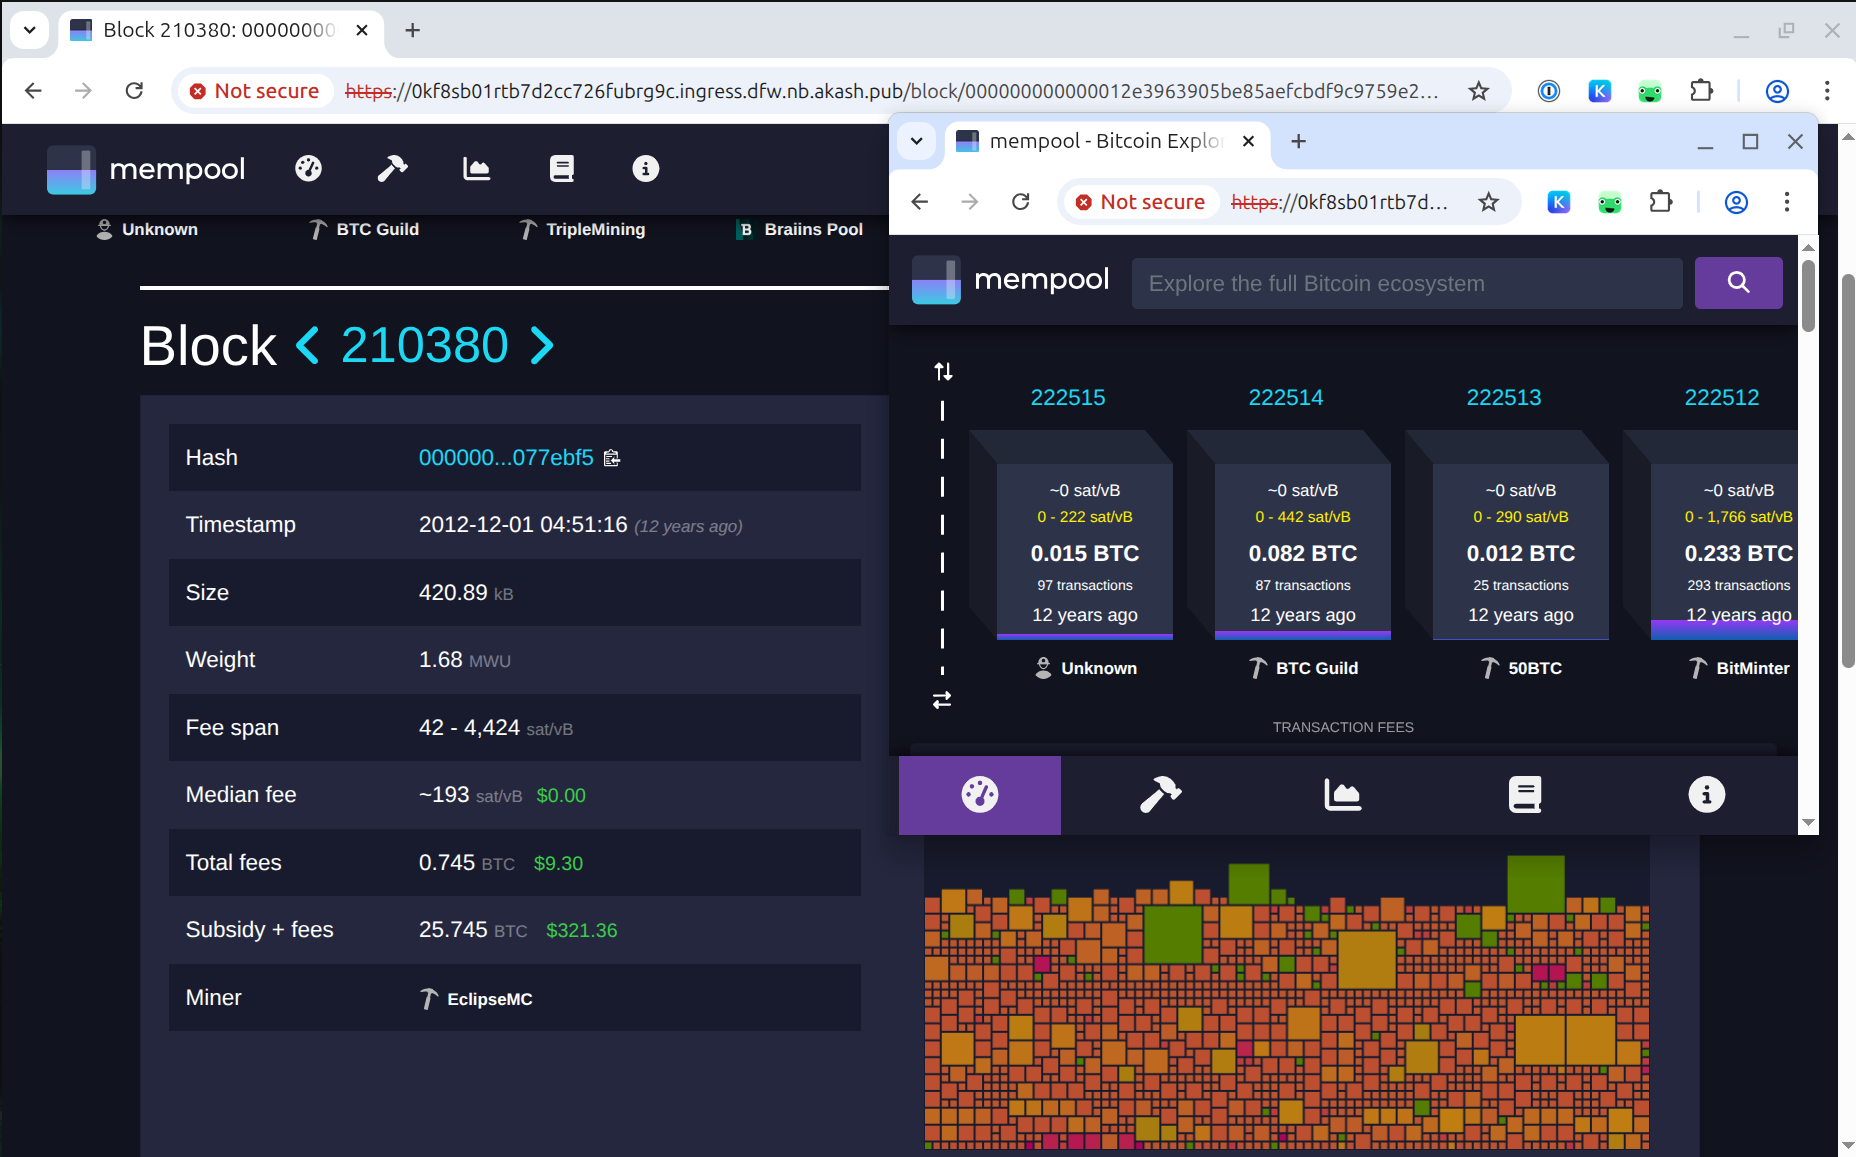 Block 210380: 00000000
Not secure https://0kf8sb01rtb7d2cc726fubrg9c.ingress.dfw.nb.akash.pub/block/000000000000012e3963905be85aefcbdf9c9759e2...
K
mempool
Unknown BTC Guild TripleMining B Braiins Pool
Block 210380
Hash 000000...077ebf5
Timestamp 2012-12-01 04:51:16 (12 years ago)
Size 420.89 kB
Weight 1.68 MWU
Fee span 42 - 4,424 sat/vB
Median fee ~193 sat/vB $0.00
Total fees 0.745 BTC $9.30
Subsidy + fees 25.745 BTC $321.36
Miner EclipseMC
mempool - Bitcoin Explor
Not secure https://0kf8sb01rtb7d...
K
mempool Explore the full Bitcoin ecosystem
222515 222514 222513 222512
~0 sat/vB ~0 sat/vB ~0 sat/vB ~0 sat/vB
0 - 222 sat/vB 0 - 442 sat/vB 0 - 290 sat/vB 0 - 1,766 sat/vB
0.015 BTC 0.082 BTC 0.012 BTC 0.233 BTC
97 transactions 87 transactions 25 transactions 293 transactions
12 years ago 12 years ago 12 years ago 12 years ago
Unknown BTC Guild 50BTC BitMinter
TRANSACTION FEES